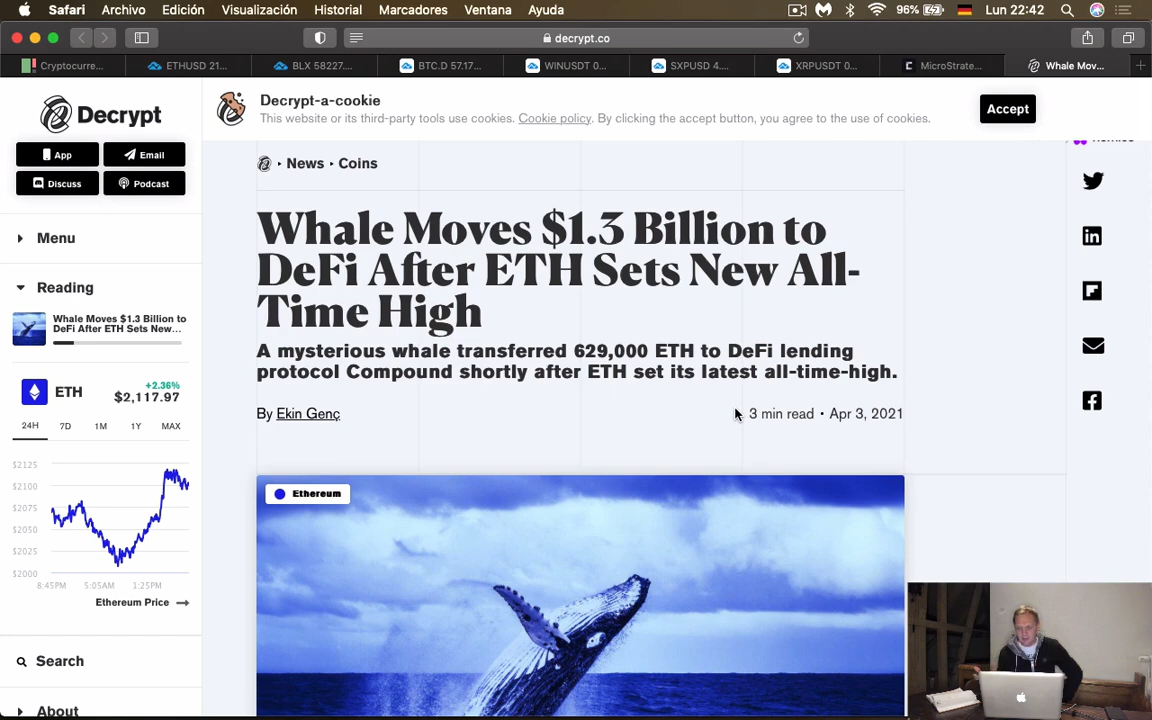 Safari Archivo Edición Visualización Historial Marcadores Ventana Ayuda 96% Lun 22:42
decrypt.co
Cryptocurre... ETHUSD 21... BLX 58227.... BTC.D 57.17... WINUSDT 0... SXPUSD 4.... XRPUSDT 0... MicroStrate... Whale Mov...
Decrypt
App Email
Discuss Podcast
Menu
Reading
Whale Moves $1.3 Billion to
DeFi After ETH Sets New...
ETH +2.36%
$2,117.97
24H 7D 1M 1Y MAX
$2125
$2100
$2075
$2050
$2025
$2000
8:45PM 5:05AM 1:25PM
Ethereum Price
Search
About
Decrypt-a-cookie
This website or its third-party tools use cookies. Cookie policy. By clicking the accept button, you agree to the use of cookies.
Accept
News • Coins
Whale Moves $1.3 Billion to
DeFi After ETH Sets New All-
Time High
A mysterious whale transferred 629,000 ETH to DeFi lending
protocol Compound shortly after ETH set its latest all-time-high.
By Ekin Genç 3 min read • Apr 3, 2021
Ethereum